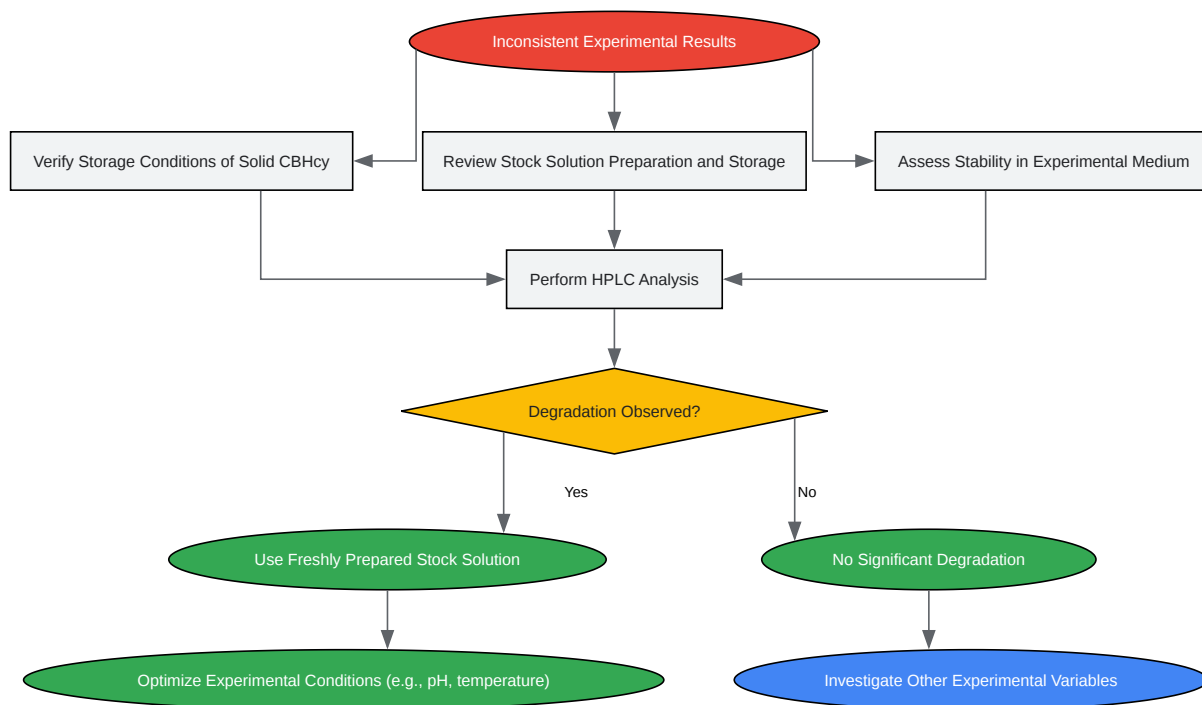 Inconsistent Experimental Results
Verify Storage Conditions of Solid CBHcy
Review Stock Solution Preparation and Storage
Assess Stability in Experimental Medium
Perform HPLC Analysis
Degradation Observed?
Yes
No
Use Freshly Prepared Stock Solution
No Significant Degradation
Optimize Experimental Conditions (e.g., pH, temperature)
Investigate Other Experimental Variables